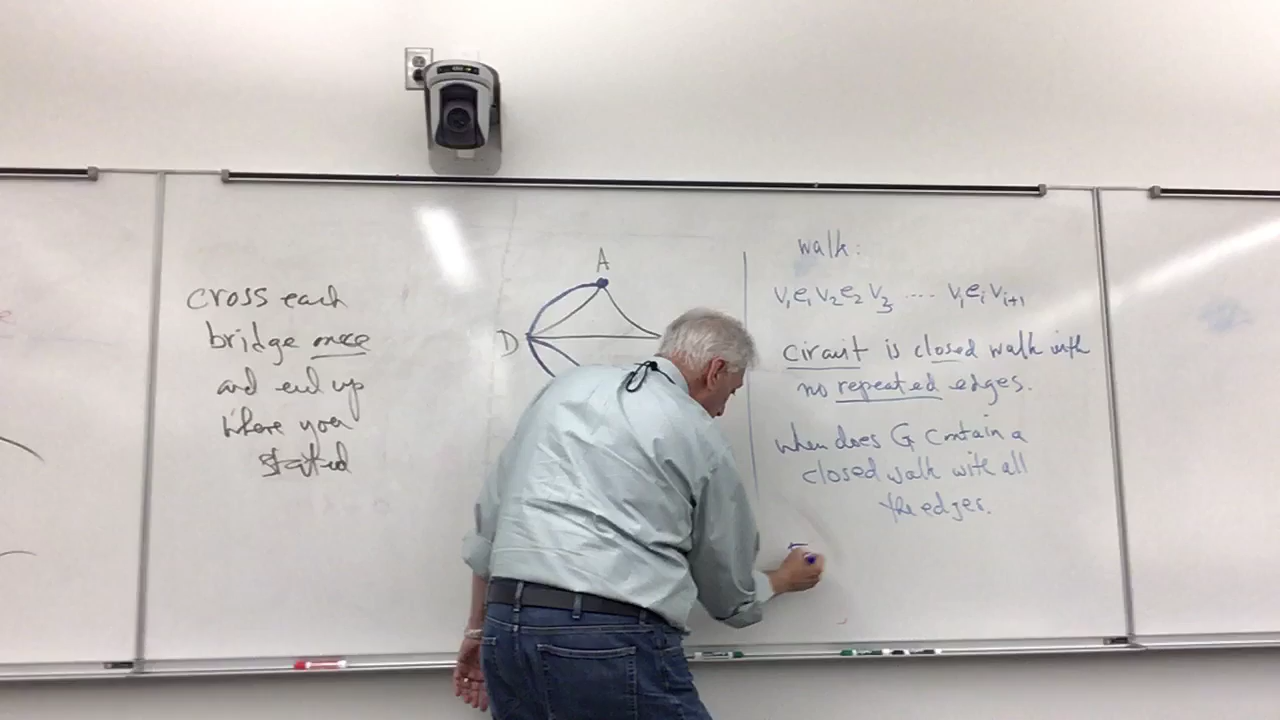 cross each
bridge once
and end up
where you
started
A
D
walk:
v₁e₁v₂e₂v₃ .... vᵢeᵢvᵢ₊₁
circuit is closed walk with
no repeated edges.
when does G contain a
closed walk with all
the edges.